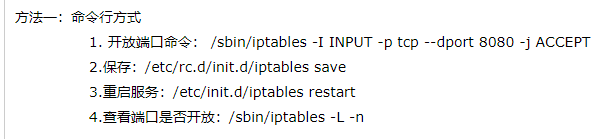 方法一：命令行方式
1. 开放端口命令： /sbin/iptables -I INPUT -p tcp --dport 8080 -j ACCEPT
2.保存：/etc/rc.d/init.d/iptables save
3.重启服务：/etc/init.d/iptables restart
4.查看端口是否开放：/sbin/iptables -L -n